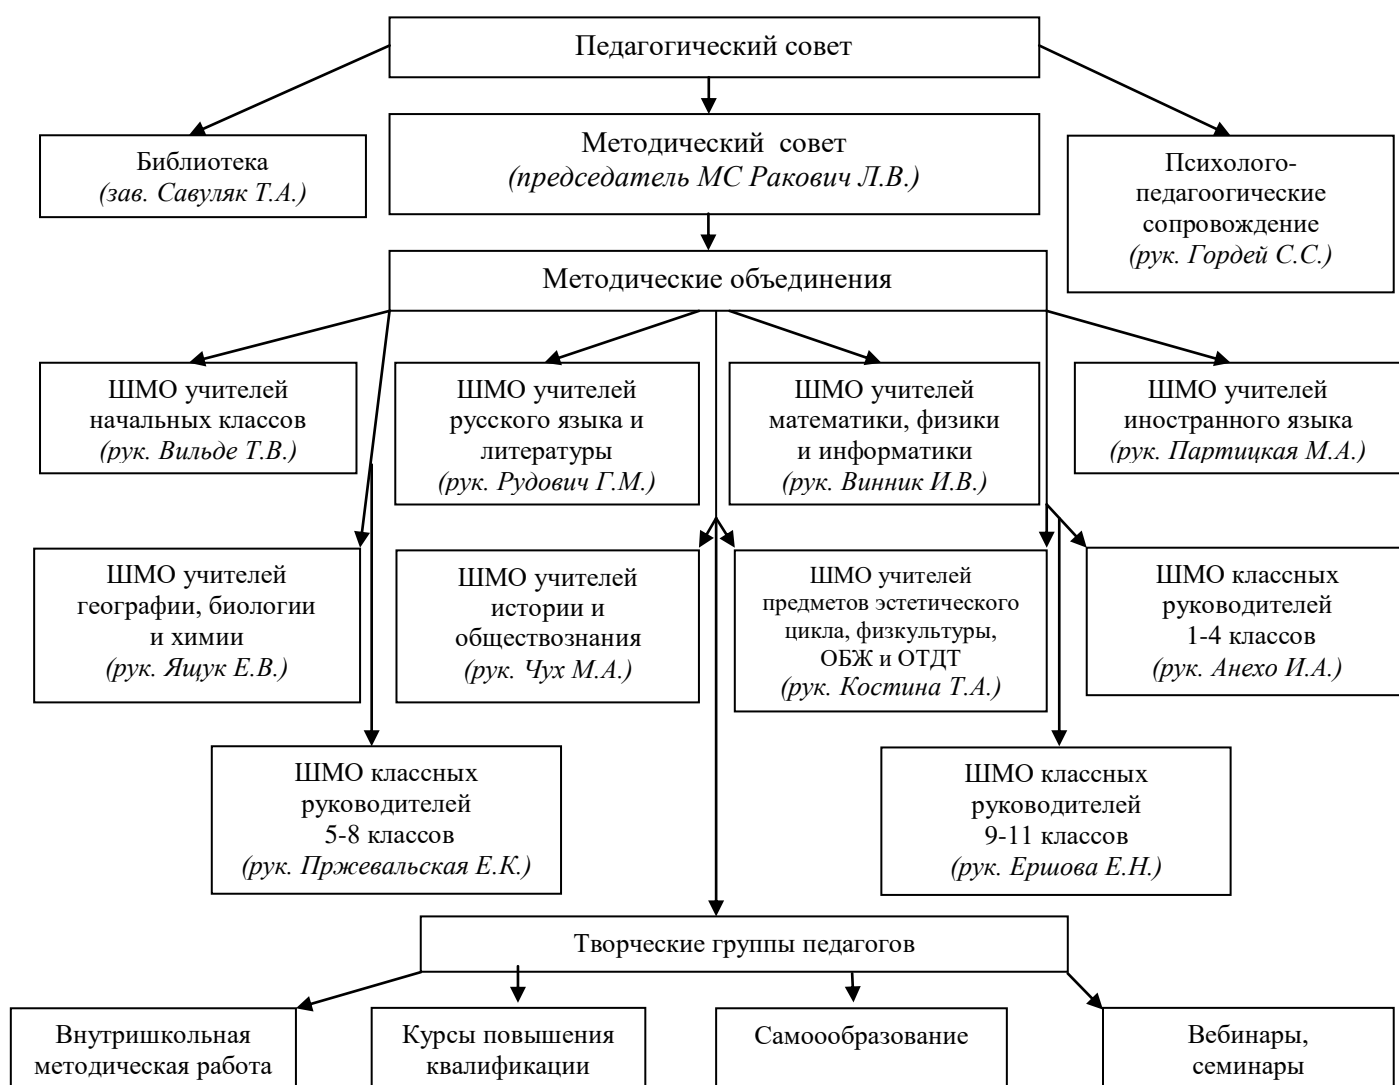 Педагогический совет
Библиотека
(зав. Савуляк Т.А.)
Методический совет
(председатель МС Ракович Л.В.)
Психолого-
педагоогические
сопровождение
(рук. Гордей С.С.)
Методические объединения
ШМО учителей
начальных классов
(рук. Вильде Т.В.)
ШМО учителей
русского языка и
литературы
(рук. Рудович Г.М.)
ШМО учителей
математики, физики
и информатики
(рук. Винник И.В.)
ШМО учителей
иностранного языка
(рук. Партицкая М.А.)
ШМО учителей
географии, биологии
и химии
(рук. Ящук Е.В.)
ШМО учителей
истории и
обществознания
(рук. Чух М.А.)
ШМО учителей
предметов эстетического
цикла, физкультуры,
ОБЖ и ОТДТ
(рук. Костина Т.А.)
ШМО классных
руководителей
1-4 классов
(рук. Анехо И.А.)
ШМО классных
руководителей
5-8 классов
(рук. Пржевальская Е.К.)
ШМО классных
руководителей
9-11 классов
(рук. Ершова Е.Н.)
Творческие группы педагогов
Внутришкольная
методическая работа
Курсы повышения
квалификации
Самоообразование
Вебинары,
семинары